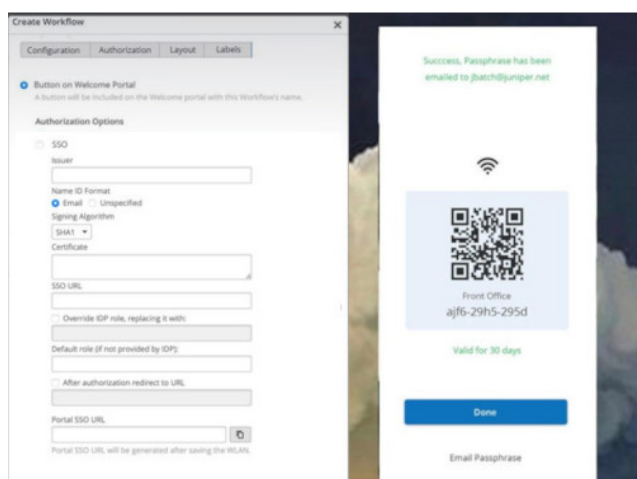 Create Workflow
Configuration
Authorization
Layout
Labels
Button on Welcome Portal
A button will be included on the Welcome portal with this Workflow's name.
Authorization Options
SSO
Issuer
Name ID Format
Email
Unspecified
Signing Algorithm
SHA1
Certificate
SSO URL
Override IDP role, replacing it with:
Default role (if not provided by IDP):
After authorization redirect to URL
Portal SSO URL
Portal SSO URL will be generated after saving the WLAN.
Succcess, Passphrase has been
emailed to jbatch@juniper.net
Front Office
ajf6-29h5-295d
Valid for 30 days
Done
Email Passphrase